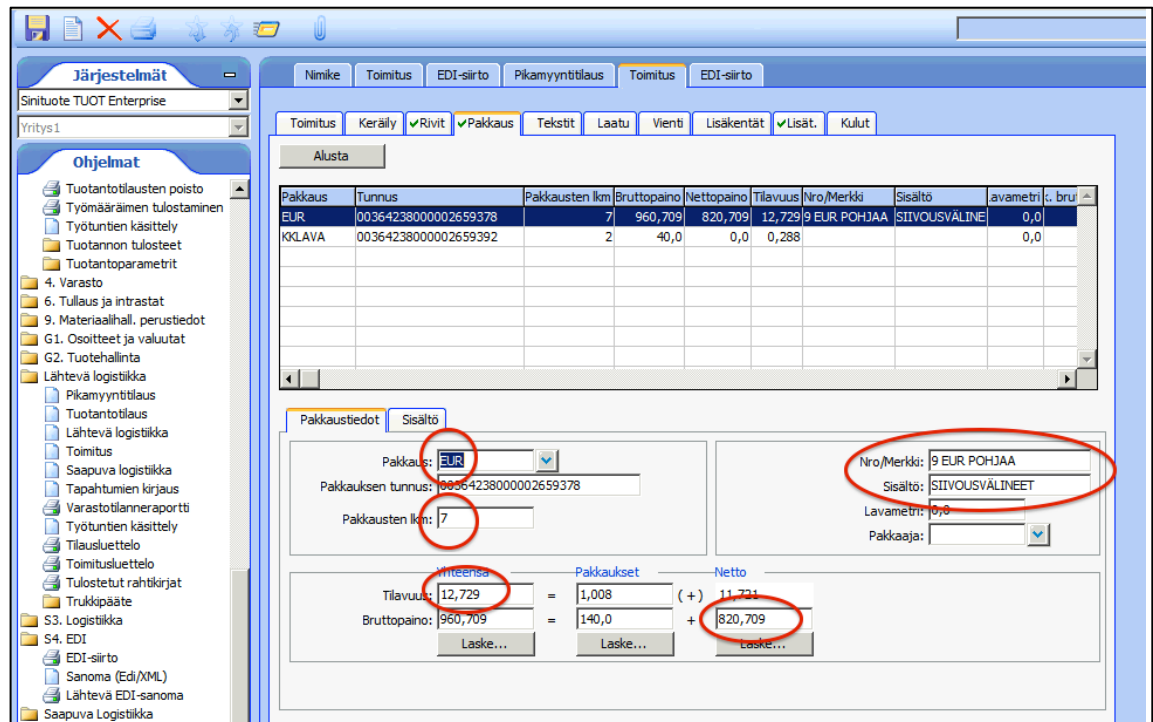 Järjestelmät
Sinituote TUOT Enterprise
Yritys1
Ohjelmat
Tuotantotilausten poisto
Työmääräimen tulostaminen
Työtuntien käsittely
Tuotannon tulosteet
Tuotantoparametrit
4. Varasto
6. Tullaus ja intrastat
9. Materiaalihall. perustiedot
G1. Osoitteet ja valuutat
G2. Tuotehallinta
Lähtevä logistiikka
Pikamyyntitilaus
Tuotantotilaus
Lähtevä logistiikka
Toimitus
Saapuva logistiikka
Tapahtumien kirjaus
Varastotilanneraportti
Työtuntien käsittely
Tilausluettelo
Toimitusluettelo
Tulostetut rahtikirjat
Trukkipääte
S3. Logistiikka
S4. EDI
EDI-siirto
Sanoma (Edi/XML)
Lähtevä EDI-sanoma
Saapuva Logistiikka
Nimike Toimitus EDI-siirto Pikamyyntitilaus Toimitus EDI-siirto
Toimitus Keräily Rivit Pakkaus Tekstit Laatu Vienti Lisäkentät Lisät. Kulut
Alusta
Pakkaus Tunnus Pakkausten lkm Bruttopaino Nettopaino Tilavuus Nro/Merkki Sisältö .avametri k. brut
EUR 00364238000002659378 7 960,709 820,709 12,729 9 EUR POHJAA SIIVOUSVÄLINE 0,0
KKLAVA 00364238000002659392 2 40,0 0,0 0,288 0,0
Pakkaustiedot Sisältö
Pakkaus: EUR
Pakkauksen tunnus: 00364238000002659378
Pakkausten lkm: 7
Nro/Merkki: 9 EUR POHJAA
Sisältö: SIIVOUSVÄLINEET
Lavametri: 0,0
Pakkaaja:
Yhteensä Pakkaukset Netto
Tilavuus: 12,729 = 1,008 (+) 11,721
Bruttopaino: 960,709 = 140,0 + 820,709
Laske... Laske... Laske...